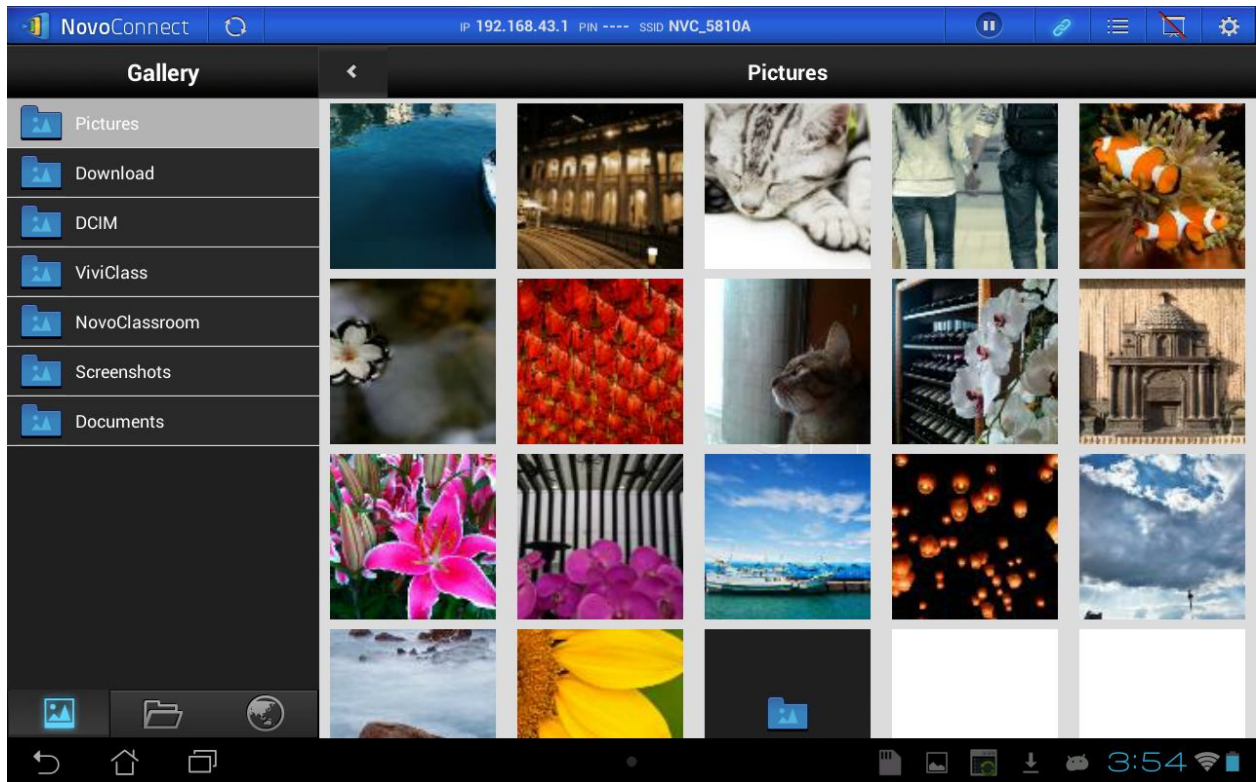 NovoConnect
IP 192.168.43.1 PIN ---- SSID NVC_5810A
Gallery
Pictures
Pictures
Download
DCIM
ViviClass
NovoClassroom
Screenshots
Documents
3:54